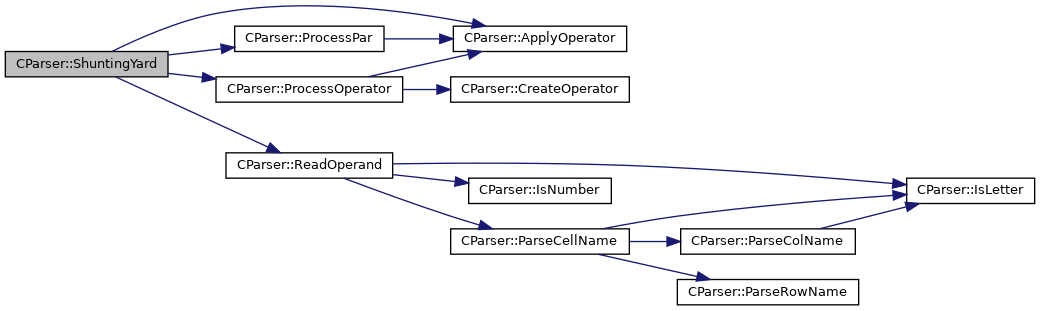 CParser::ProcessPar
CParser::ApplyOperator
CParser::ShuntingYard
CParser::ProcessOperator
CParser::CreateOperator
CParser::ReadOperand
CParser::IsNumber
CParser::IsLetter
CParser::ParseCellName
CParser::ParseColName
CParser::ParseRowName